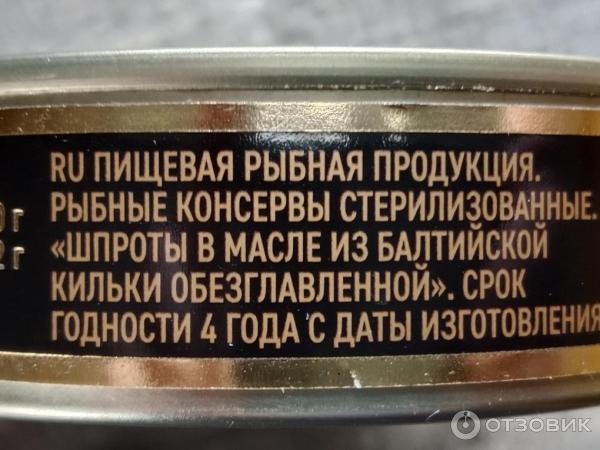 RU ПИЩЕВАЯ РЫБНАЯ ПРОДУКЦИЯ.
РЫБНЫЕ КОНСЕРВЫ СТЕРИЛИЗОВАННЫЕ.
«ШПРОТЫ В МАСЛЕ ИЗ БАЛТИЙСКОЙ
КИЛЬКИ ОБЕЗГЛАВЛЕННОЙ». СРОК
ГОДНОСТИ 4 ГОДА С ДАТЫ ИЗГОТОВЛЕНИЯ
г
2 г
ОТЗОВИК